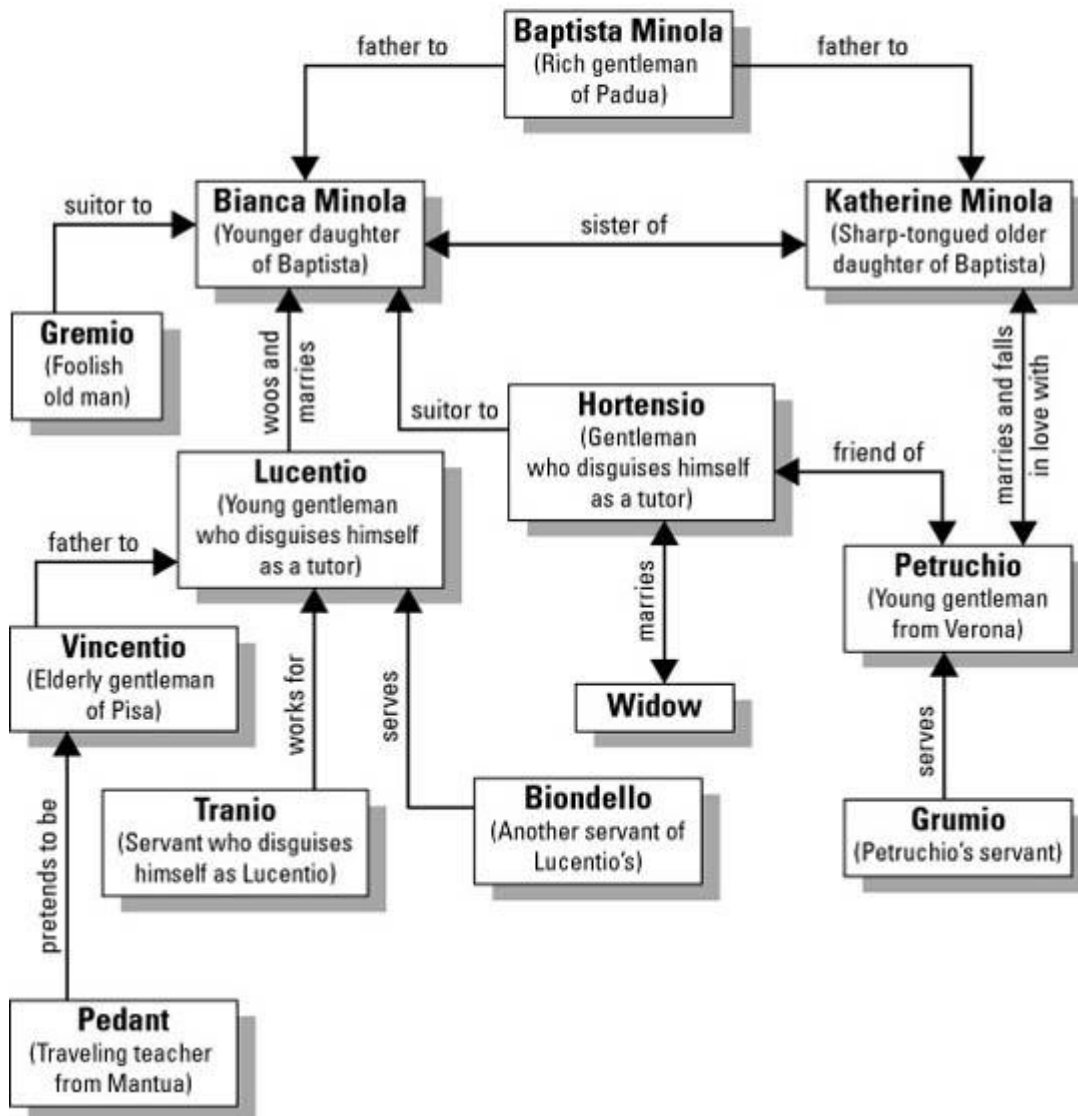 father to
Baptista Minola
(Rich gentleman
of Padua)
father to
suitor to
Bianca Minola
(Younger daughter
of Baptista)
sister of
Katherine Minola
(Sharp-tongued older
daughter of Baptista)
Gremio
(Foolish
old man)
woos and
marries
suitor to
Hortensio
(Gentleman
who disguises himself
as a tutor)
friend of
marries and falls
in love with
Lucentio
(Young gentleman
who disguises himself
as a tutor)
father to
Petruchio
(Young gentleman
from Verona)
Vincentio
(Elderly gentleman
of Pisa)
works for
serves
marries
Widow
serves
pretends to be
Tranio
(Servant who disguises
himself as Lucentio)
Biondello
(Another servant of
Lucentio's)
Grumio
(Petruchio's servant)
Pedant
(Traveling teacher
from Mantua)